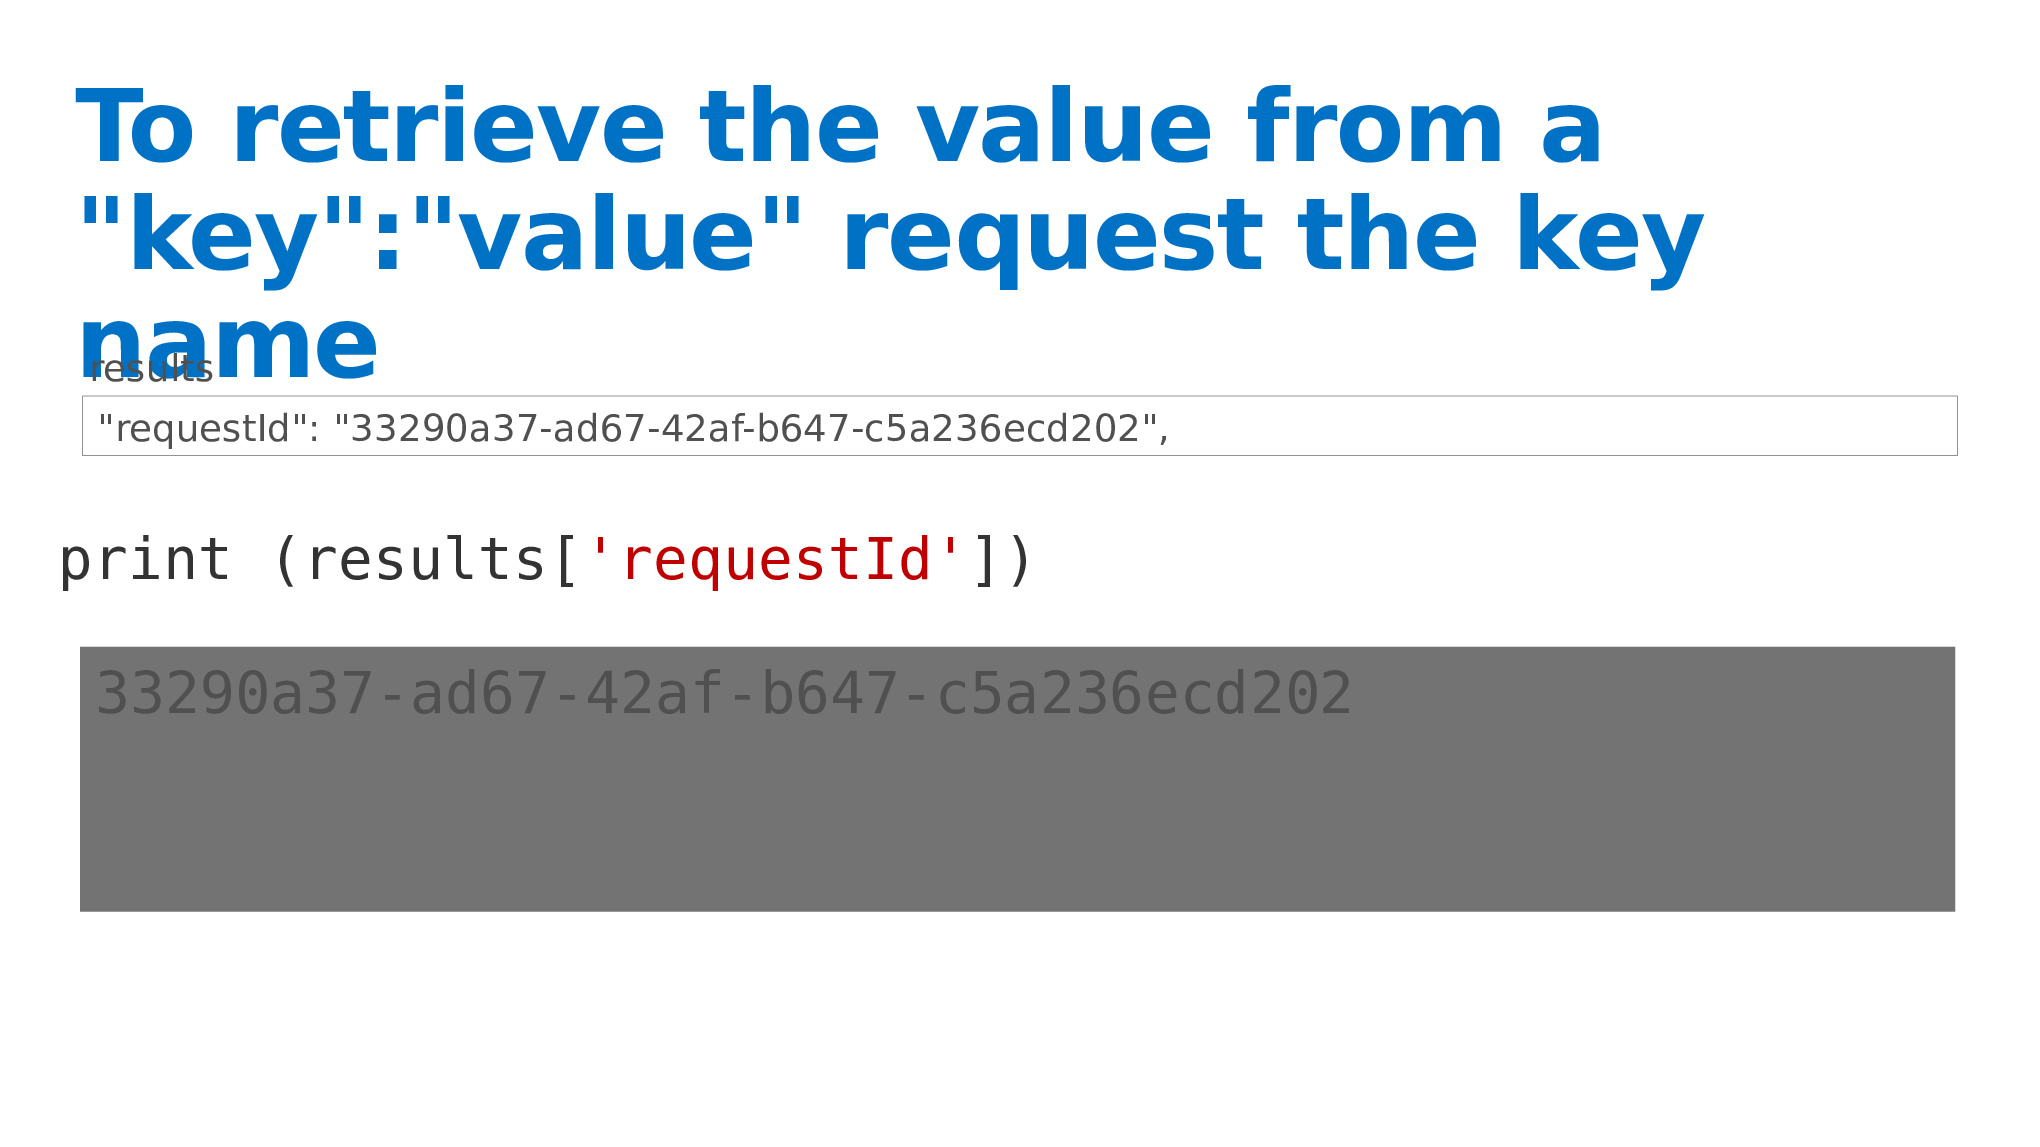 To retrieve the value from a
"key":"value" request the key
name
results
"requestId": "33290a37-ad67-42af-b647-c5a236ecd202",
print (results['requestId'])
33290a37-ad67-42af-b647-c5a236ecd202